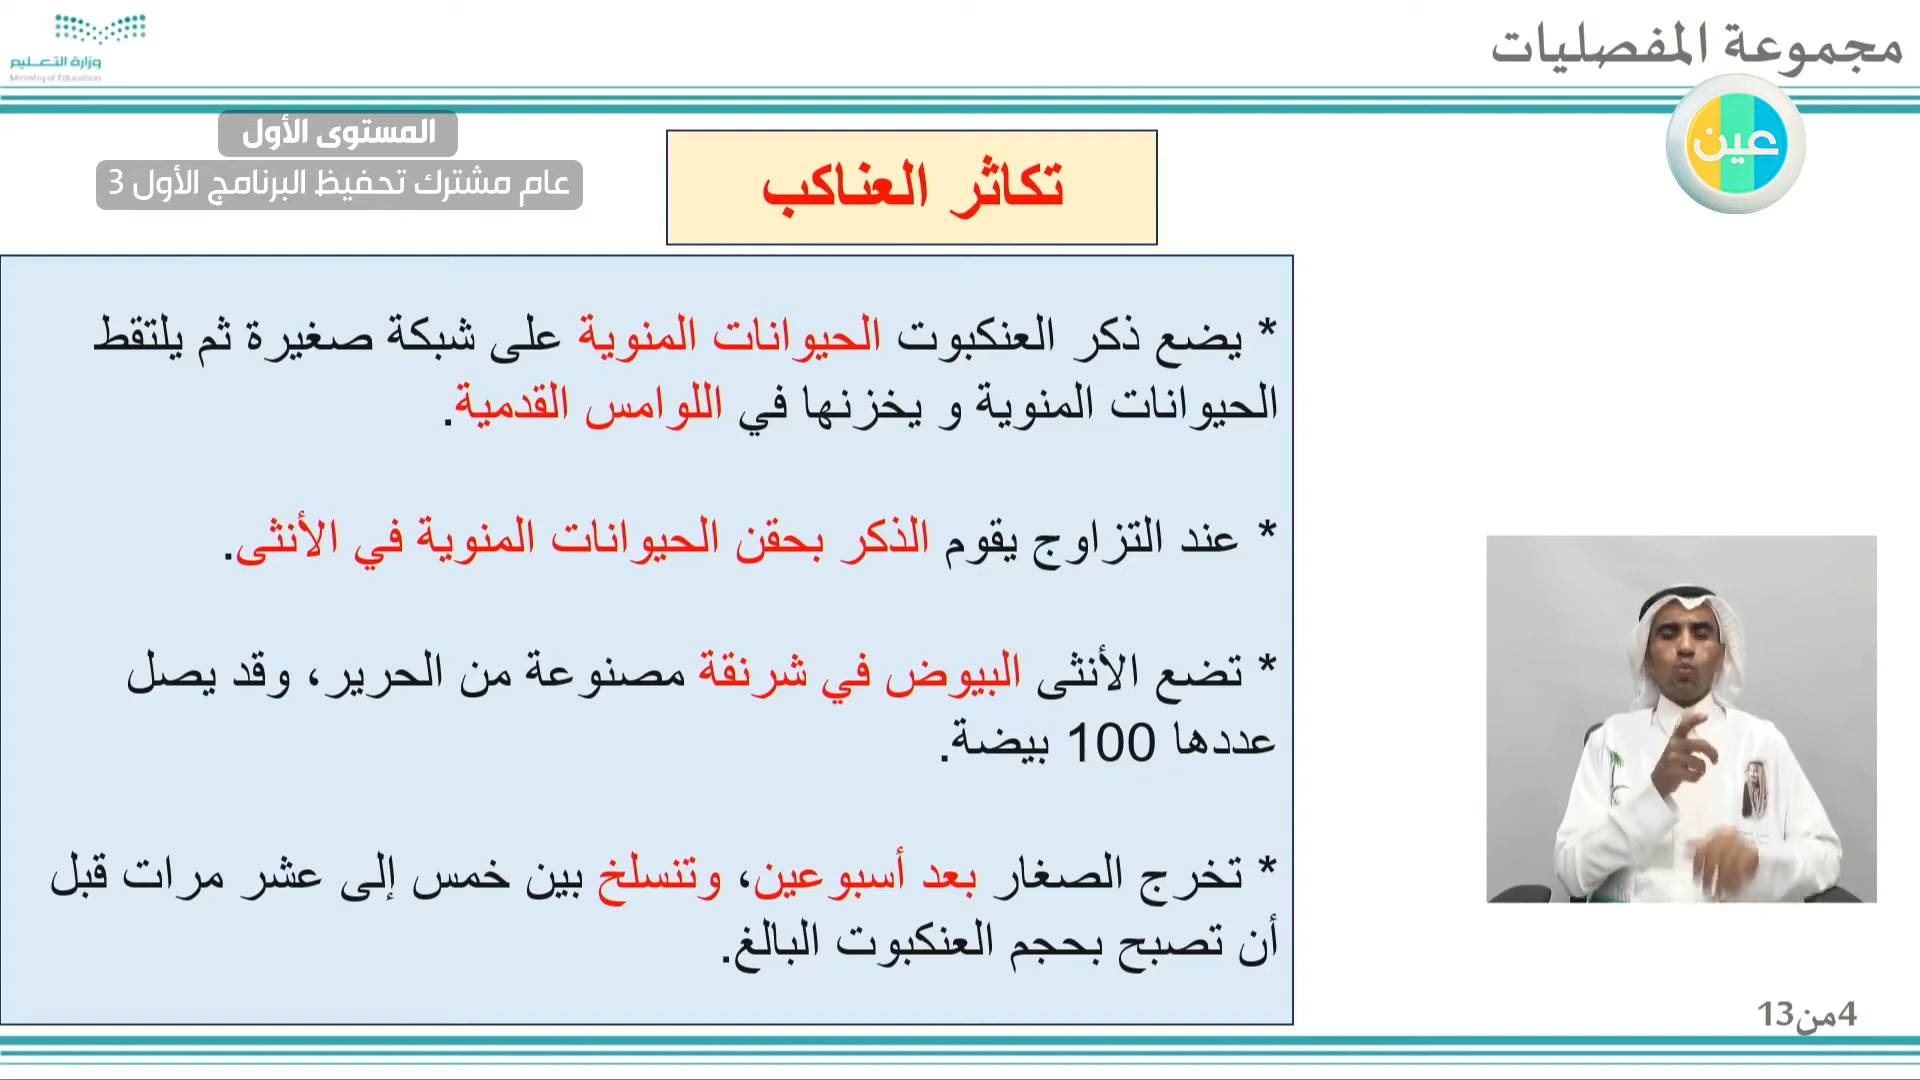 مجموعة المفصليات
وزارة التعليم
Ministry of Education
عين
المستوى الأول
عام مشترك تحفيظ البرنامج الأول 3
تكاثر العناكب
* يضع ذكر العنكبوت الحيوانات المنوية على شبكة صغيرة ثم يلتقط
الحيوانات المنوية و يخزنها في اللوامس القدمية.
* عند التزاوج يقوم الذكر بحقن الحيوانات المنوية في الأنثى.
* تضع الأنثى البيوض في شرنقة مصنوعة من الحرير، وقد يصل
عددها 100 بيضة.
* تخرج الصغار بعد أسبوعين، وتنسلخ بين خمس إلى عشر مرات قبل
أن تصبح بحجم العنكبوت البالغ.
4من13